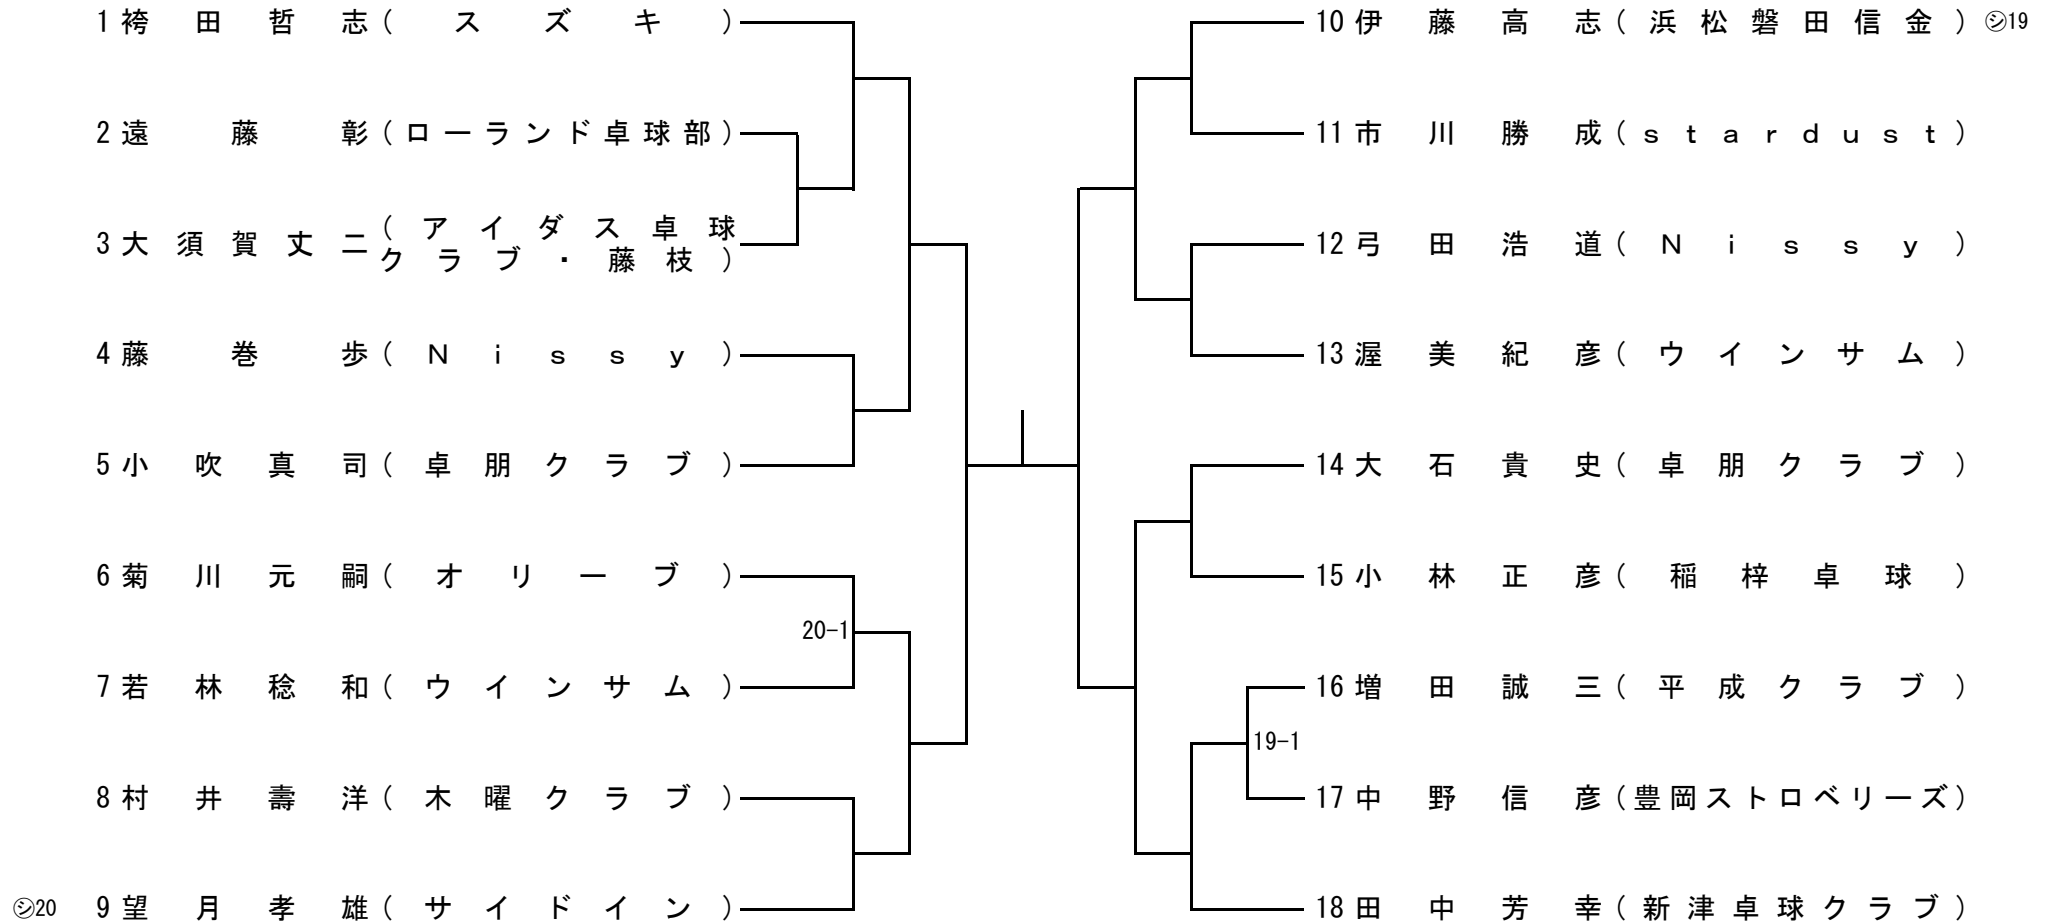 1 袴田哲志 (スズキ)
2 遠藤彰 (ローランド卓球部)
3 大須賀丈二 (アイダス卓球
クラブ・藤枝)
4 藤巻歩 (Nissy)
5 小吹真司 (卓朋クラブ)
6 菊川元嗣 (オリーブ)
20-1
7 若林稔和 (ウインサム)
8 村井壽洋 (木曜クラブ)
㋛20 9 望月孝雄 (サイドイン)
10 伊藤高志 (浜松磐田信金) ㋛19
11 市川勝成 (stardust)
12 弓田浩道 (Nissy)
13 渥美紀彦 (ウインサム)
14 大石貴史 (卓朋クラブ)
15 小林正彦 (稲梓卓球)
16 増田誠三 (平成クラブ)
19-1
17 中野信彦 (豊岡ストロベリーズ)
18 田中芳幸 (新津卓球クラブ)